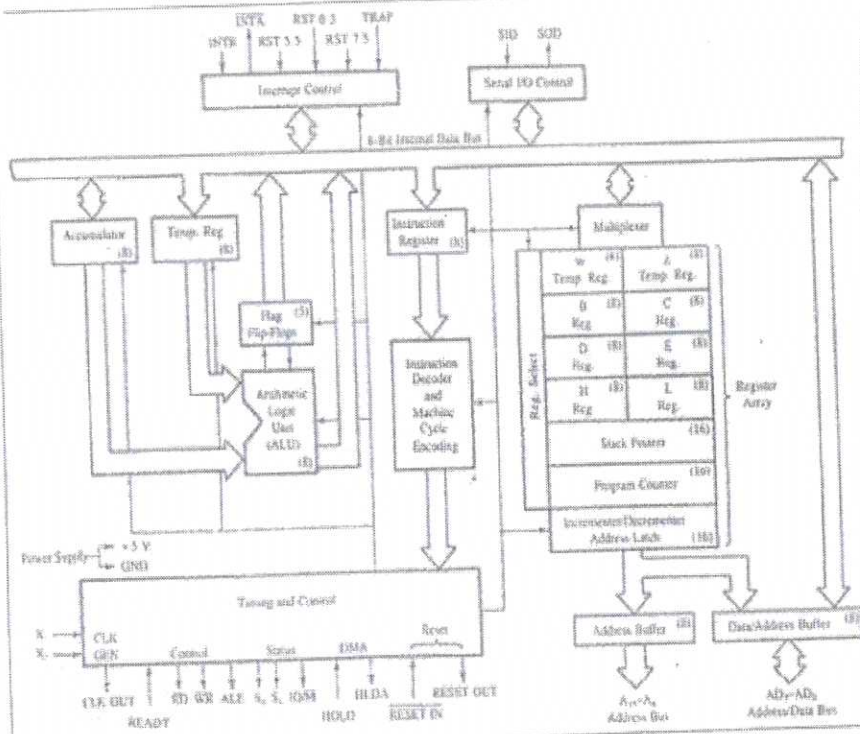 INTA RST 6.5 TRAP
INTR RST 5.5 RST 7.5
SID SOD
Interrupt Control
Serial I/O Control
8-Bit Internal Data Bus
Accumulator (8)
Temp. Reg. (8)
Instruction Register (8)
Multiplexer
W (8) Temp. Reg.
Z (8) Temp. Reg.
Flag (5) Flip-Flops
B (8) Reg
C (8) Reg.
D (8) Reg.
E (8) Reg.
H (8) Reg
L (8) Reg.
Reg. Select
Register Array
Arithmetic Logic Unit (ALU) (8)
Instruction Decoder and Machine Cycle Encoding
Stack Pointer (16)
Program Counter (16)
Incrementer/Decrementer Address Latch (16)
Power Supply +5 V GND
Timing and Control
CLK GEN
Control Status DMA Reset
CLK OUT RD WR ALE S₀ S₁ IO/M HLDA RESET OUT
READY HOLD RESET IN
Address Buffer (8)
Data/Address Buffer (8)
A₁₅–A₈ Address Bus
AD₇–AD₀ Address/Data Bus